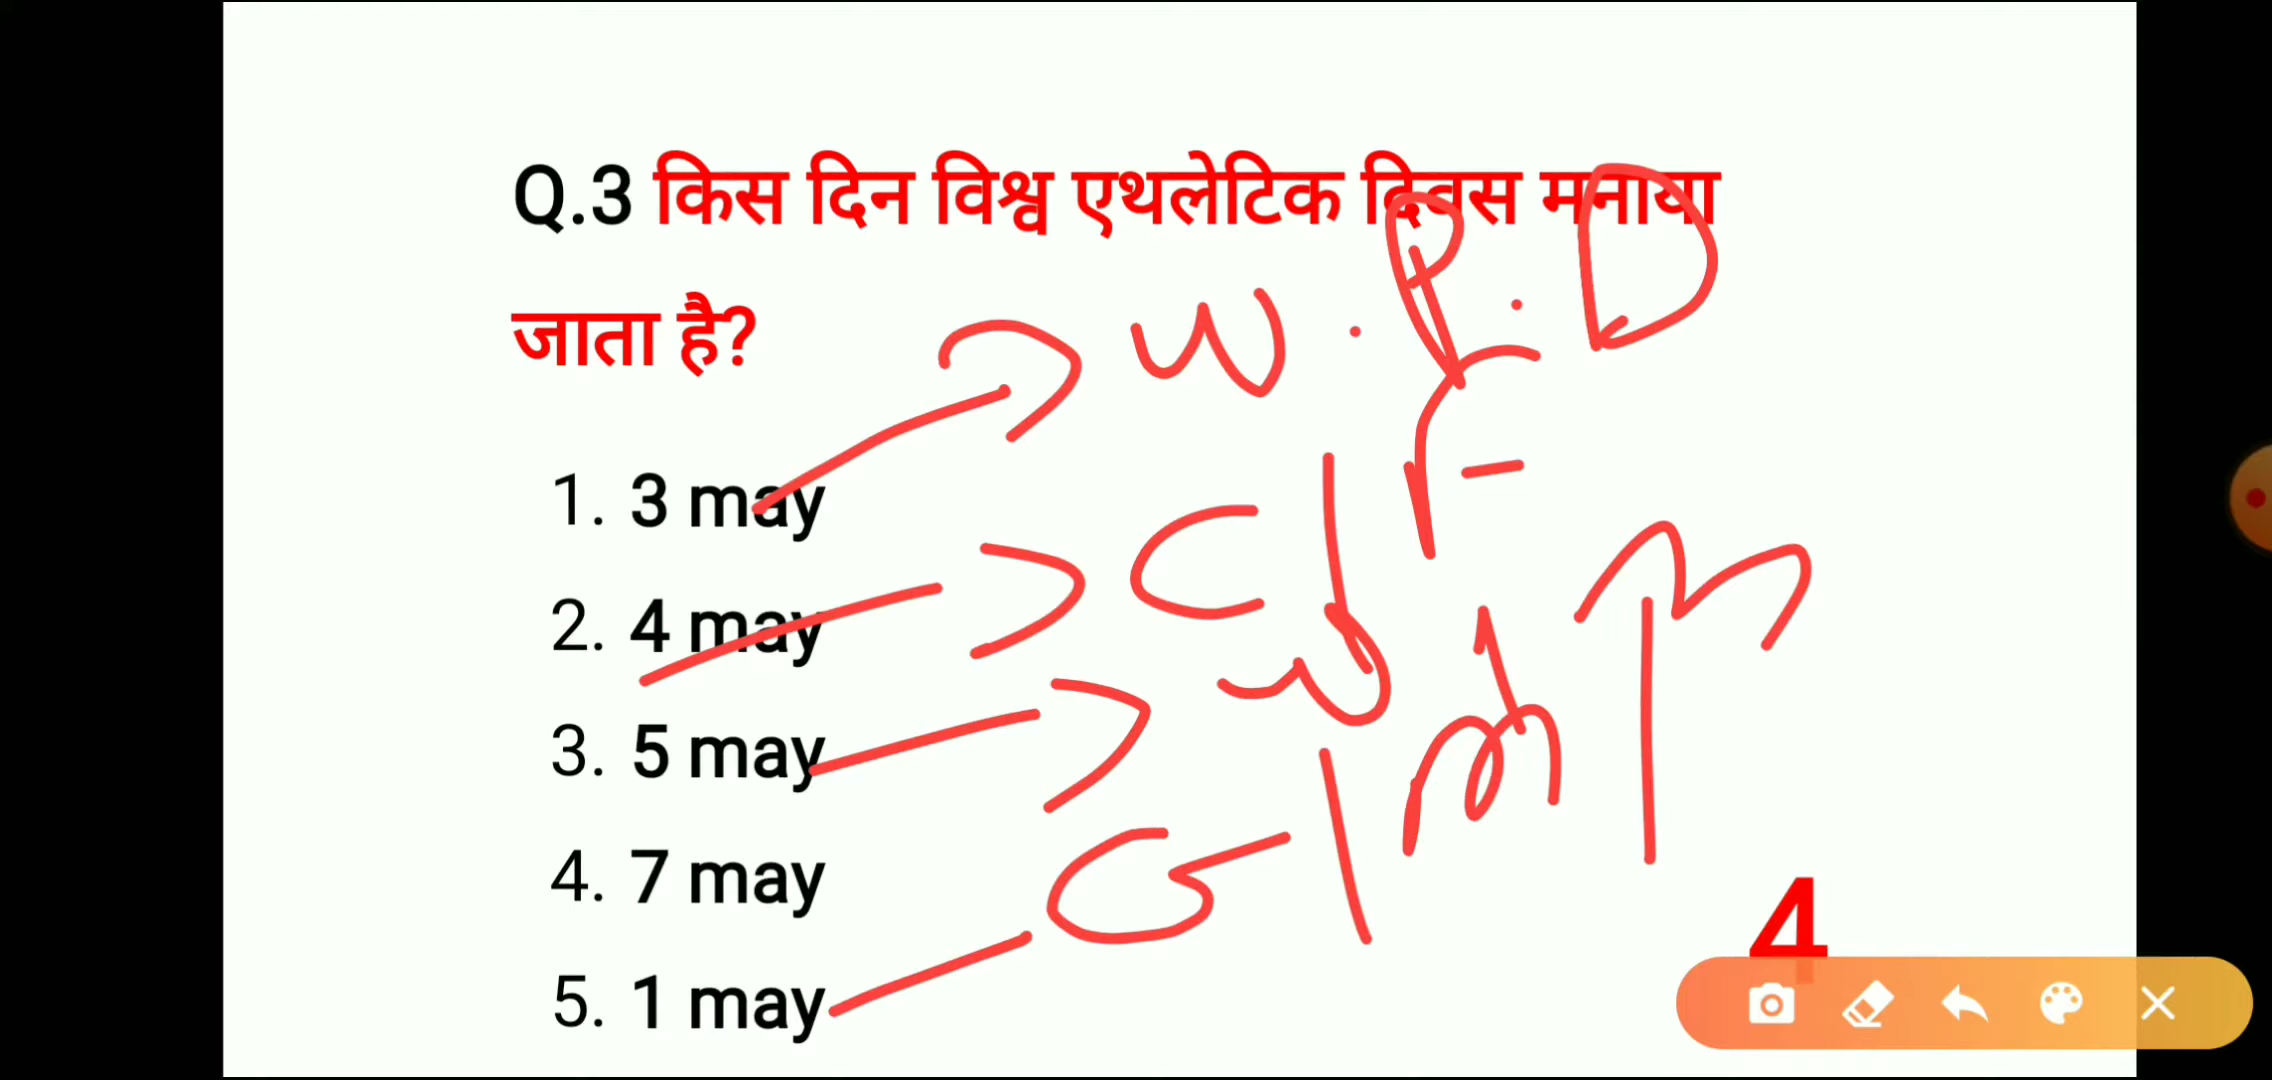 Q.3 किस दिन विश्व एथलेटिक दिवस मनाया
जाता है?
W.P.F.D
1. 3 may
2. 4 may
3. 5 may
4. 7 may
5. 1 may
4